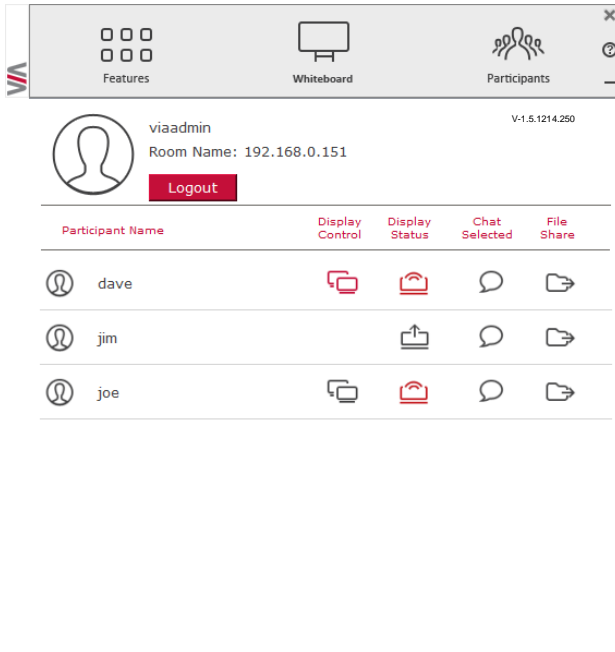 Features
Whiteboard
Participants
V-1.5.1214.250
viaadmin
Room Name: 192.168.0.151
Logout
Participant Name
Display Control
Display Status
Chat Selected
File Share
dave
jim
joe